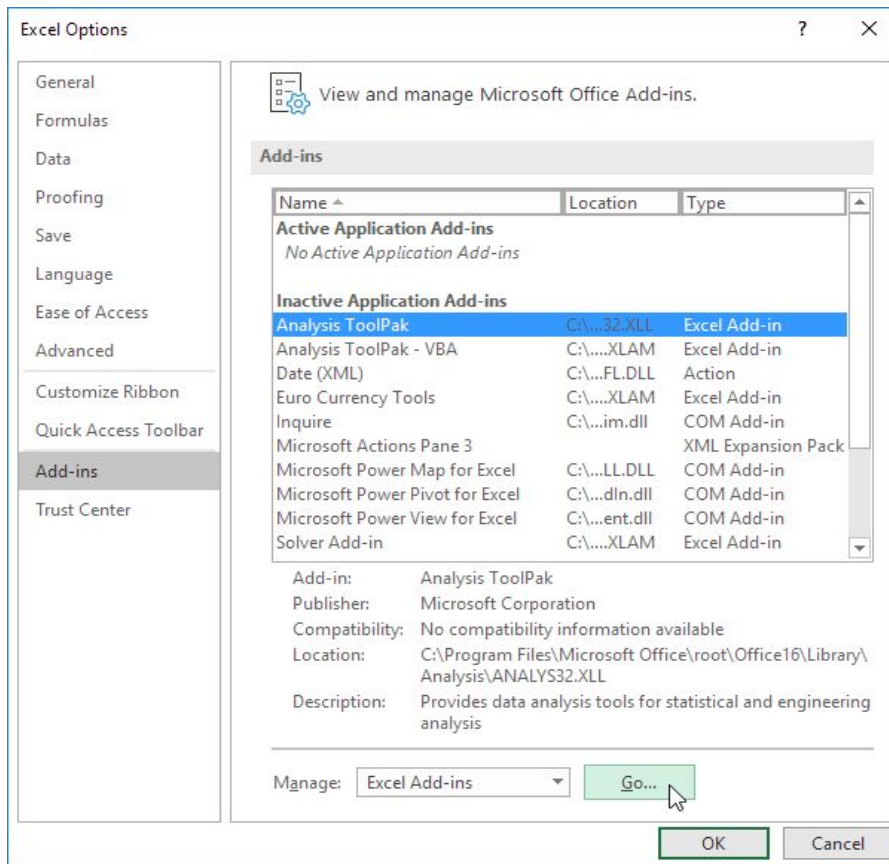 Excel Options
?
General
Formulas
Data
Proofing
Save
Language
Ease of Access
Advanced
Customize Ribbon
Quick Access Toolbar
Add-ins
Trust Center
View and manage Microsoft Office Add-ins.
Add-ins
Name Location Type
Active Application Add-ins
No Active Application Add-ins
Inactive Application Add-ins
Analysis ToolPak C:\...32.XLL Excel Add-in
Analysis ToolPak - VBA C:\....XLAM Excel Add-in
Date (XML) C:\...FL.DLL Action
Euro Currency Tools C:\....XLAM Excel Add-in
Inquire C:\...im.dll COM Add-in
Microsoft Actions Pane 3 XML Expansion Pack
Microsoft Power Map for Excel C:\...LL.DLL COM Add-in
Microsoft Power Pivot for Excel C:\...dln.dll COM Add-in
Microsoft Power View for Excel C:\...ent.dll COM Add-in
Solver Add-in C:\....XLAM Excel Add-in
Add-in: Analysis ToolPak
Publisher: Microsoft Corporation
Compatibility: No compatibility information available
Location: C:\Program Files\Microsoft Office\root\Office16\Library\
Analysis\ANALYS32.XLL
Description: Provides data analysis tools for statistical and engineering
analysis
Manage: Excel Add-ins Go...
OK Cancel